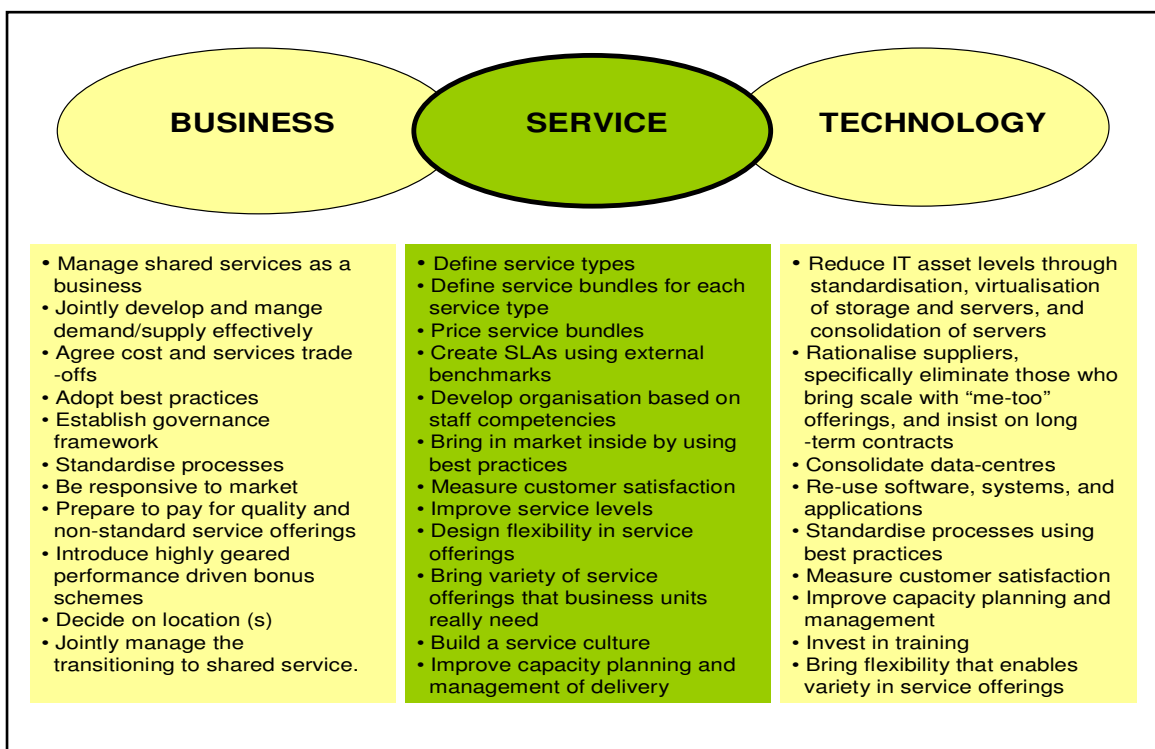 BUSINESS
SERVICE
TECHNOLOGY
• Manage shared services as a
business
• Jointly develop and mange
demand/supply effectively
• Agree cost and services trade
-offs
• Adopt best practices
• Establish governance
framework
• Standardise processes
• Be responsive to market
• Prepare to pay for quality and
non-standard service offerings
• Introduce highly geared
performance driven bonus
schemes
• Decide on location (s)
• Jointly manage the
transitioning to shared service.
• Define service types
• Define service bundles for each
service type
• Price service bundles
• Create SLAs using external
benchmarks
• Develop organisation based on
staff competencies
• Bring in market inside by using
best practices
• Measure customer satisfaction
• Improve service levels
• Design flexibility in service
offerings
• Bring variety of service
offerings that business units
really need
• Build a service culture
• Improve capacity planning and
management of delivery
• Reduce IT asset levels through
standardisation, virtualisation
of storage and servers, and
consolidation of servers
• Rationalise suppliers,
specifically eliminate those who
bring scale with “me-too”
offerings, and insist on long
-term contracts
• Consolidate data-centres
• Re-use software, systems, and
applications
• Standardise processes using
best practices
• Measure customer satisfaction
• Improve capacity planning and
management
• Invest in training
• Bring flexibility that enables
variety in service offerings